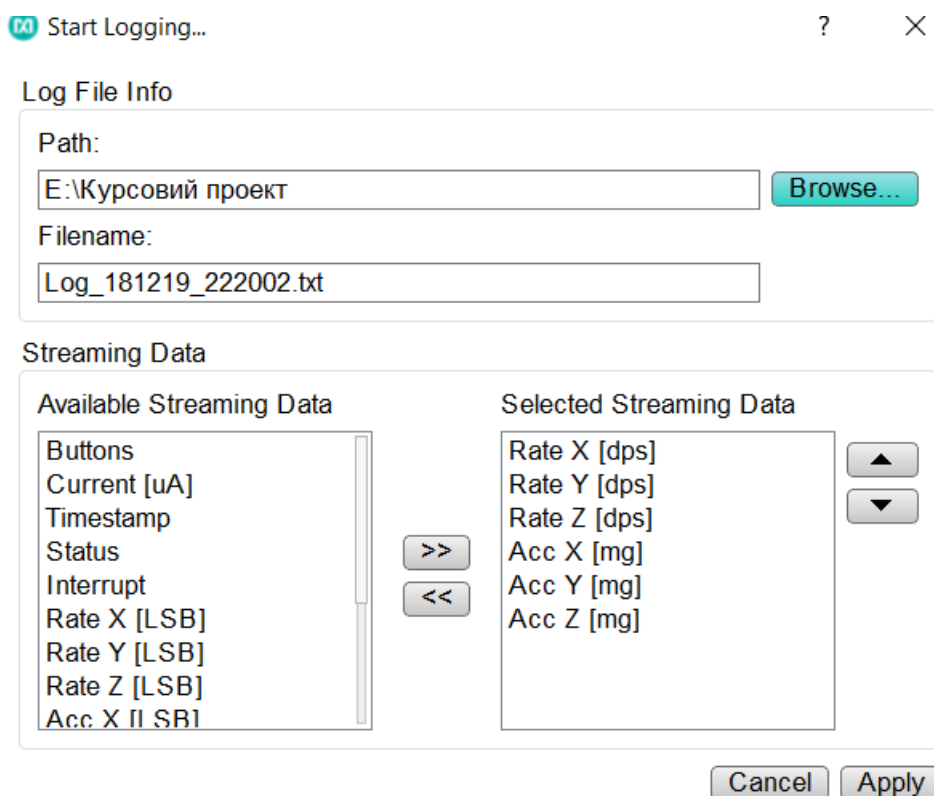 Start Logging...
?
Log File Info
Path:
E:\Курсовий проект
Browse...
Filename:
Log_181219_222002.txt
Streaming Data
Available Streaming Data
Buttons
Current [uA]
Timestamp
Status
Interrupt
Rate X [LSB]
Rate Y [LSB]
Rate Z [LSB]
Acc X [LSB]
>>
<<
Selected Streaming Data
Rate X [dps]
Rate Y [dps]
Rate Z [dps]
Acc X [mg]
Acc Y [mg]
Acc Z [mg]
Cancel
Apply